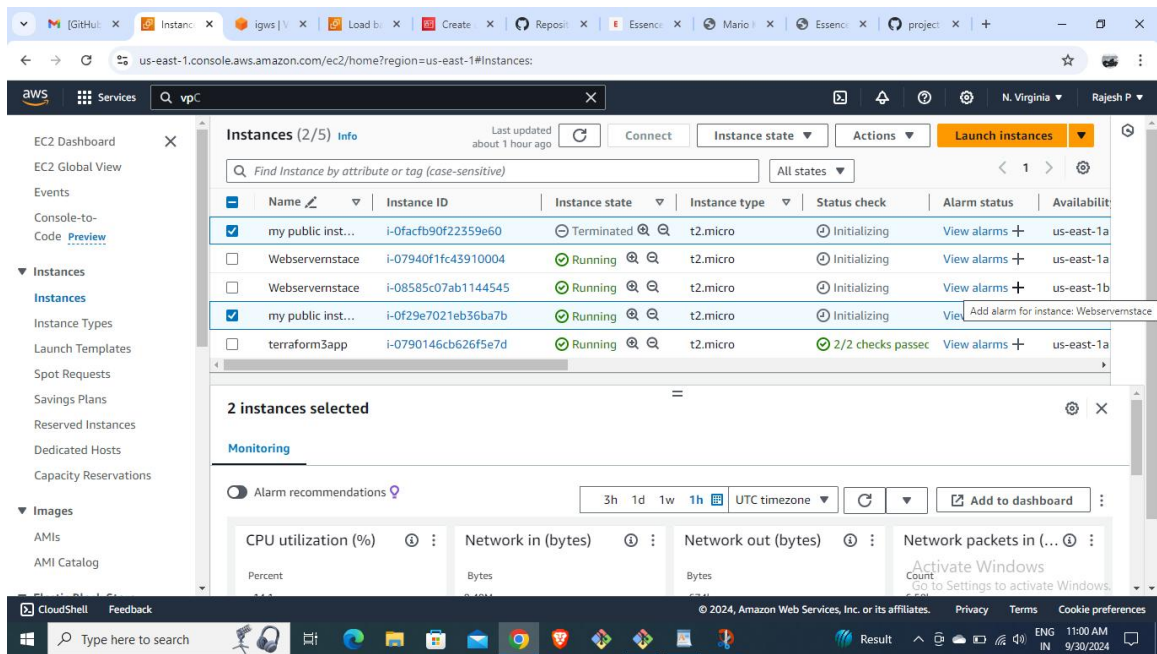 [GitHub
Instanc
igws | V
Load ba
Create
Reposit
Essence
Mario
Essence
project
us-east-1.console.aws.amazon.com/ec2/home?region=us-east-1#Instances:
aws Services vpC N. Virginia Rajesh P
EC2 Dashboard
EC2 Global View
Events
Console-to-
Code Preview
Instances
Instances
Instance Types
Launch Templates
Spot Requests
Savings Plans
Reserved Instances
Dedicated Hosts
Capacity Reservations
Images
AMIs
AMI Catalog
Instances (2/5) Info Last updated
about 1 hour ago
Connect Instance state Actions Launch instances
Find Instance by attribute or tag (case-sensitive) All states 1
Name Instance ID Instance state Instance type Status check Alarm status Availabilit
my public inst... i-0facfb90f22359e60 Terminated t2.micro Initializing View alarms + us-east-1a
Webservernstace i-07940f1fc43910004 Running t2.micro Initializing View alarms + us-east-1a
Webservernstace i-08585c07ab1144545 Running t2.micro Initializing View alarms + us-east-1b
my public inst... i-0f29e7021eb36ba7b Running t2.micro Initializing View
Add alarm for instance: Webservernstace
terraform3app i-0790146cb626f5e7d Running t2.micro 2/2 checks passec View alarms + us-east-1a
2 instances selected
Monitoring
Alarm recommendations
3h 1d 1w 1h UTC timezone Add to dashboard
CPU utilization (%) Network in (bytes) Network out (bytes) Network packets in (...
Percent Bytes Bytes Count
Activate Windows
Go to Settings to activate Windows.
CloudShell Feedback © 2024, Amazon Web Services, Inc. or its affiliates. Privacy Terms Cookie preferences
Type here to search Result ENG 11:00 AM
IN 9/30/2024